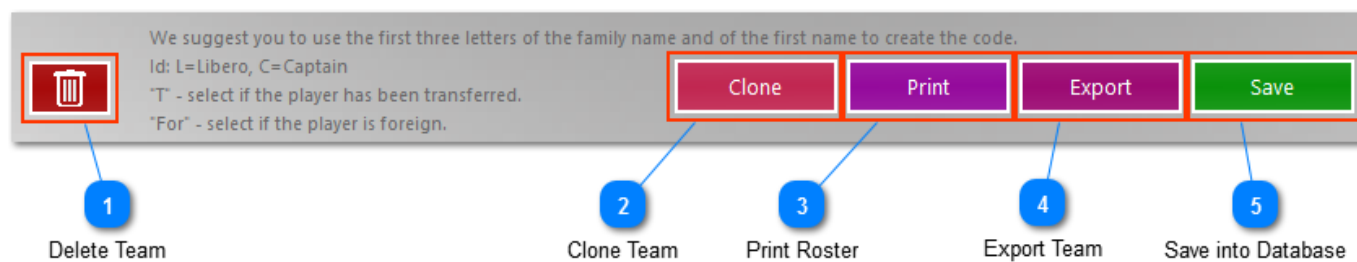 We suggest you to use the first three letters of the family name and of the first name to create the code.
Id: L=Libero, C=Captain
"T" - select if the player has been transferred.
"For" - select if the player is foreign.
Clone
Print
Export
Save
1
2
3
4
5
Delete Team
Clone Team
Print Roster
Export Team
Save into Database